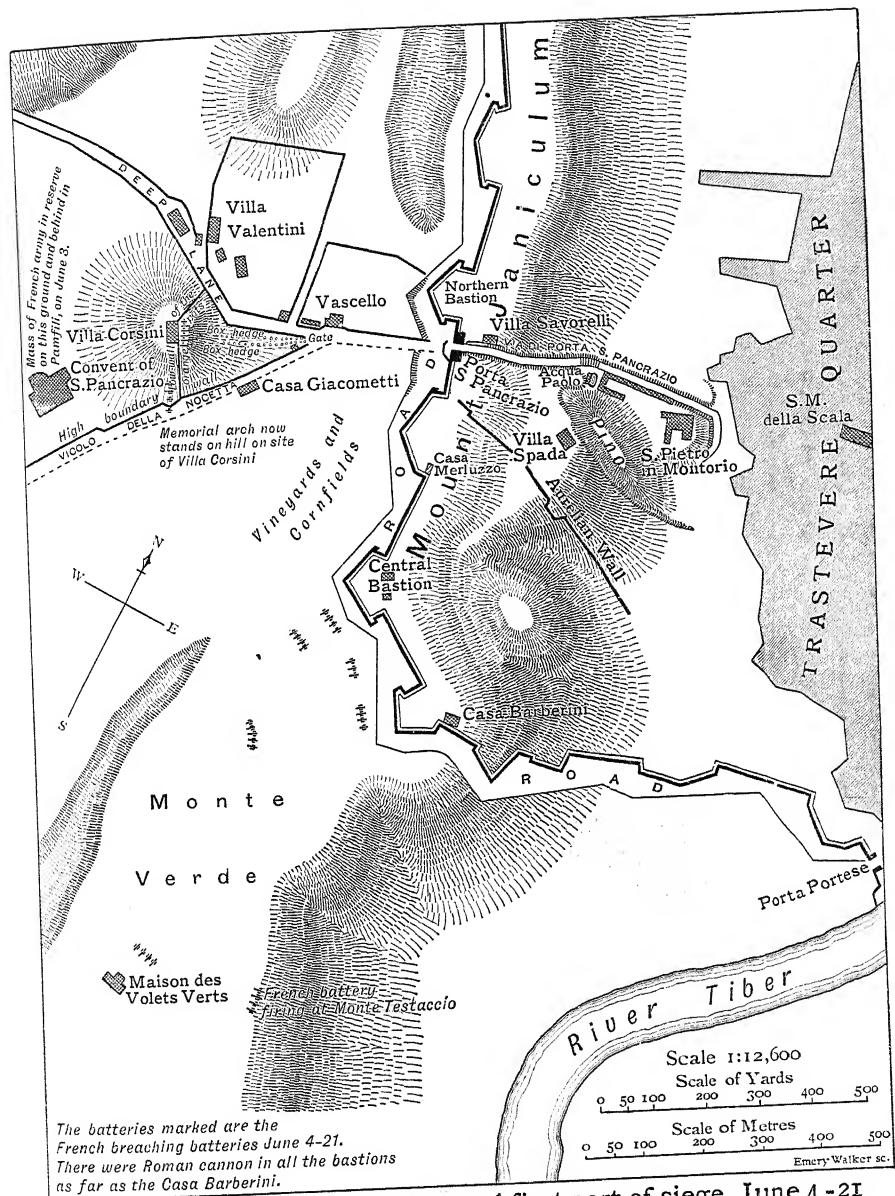 Mount Janiculum
DEEP LANE
Mass of French army in reserve
on this ground and behind in
Pamfili, on June 3.
Villa
Valentini
Northern
Bastion
Vascello
Villa Savorelli
Villa Corsini
Box hedge
Box hedge
Gate
VIA DI PORTA S. PANCRAZIO
Convent of
S. Pancrazio
wall
Porta
S. Pancrazio
Acqua
Paolo
High boundary
Casa Giacometti
VICOLO DELLA NOCETTA
Memorial arch now
stands on hill on site
of Villa Corsini
Villa
Spada
Pino
S. Pietro
in Montorio
S.M.
della Scala
TRASTEVERE QUARTER
Vineyards and
Cornfields
ROAD
Casa
Merluzzo
Aurelian Wall
Central
Bastion
N
W
E
S
Casa Barberini
ROAD
Monte
Verde
Porta Portese
Maison des
Volets Verts
French battery
firing at Monte Testaccio
River Tiber
Scale 1:12,600
Scale of Yards
0 50 100 200 300 400 500
Scale of Metres
0 50 100 200 300 400 500
Emery Walker sc.
The batteries marked are the
French breaching batteries June 4-21.
There were Roman cannon in all the bastions
as far as the Casa Barberini.
part of siege, June 4-21